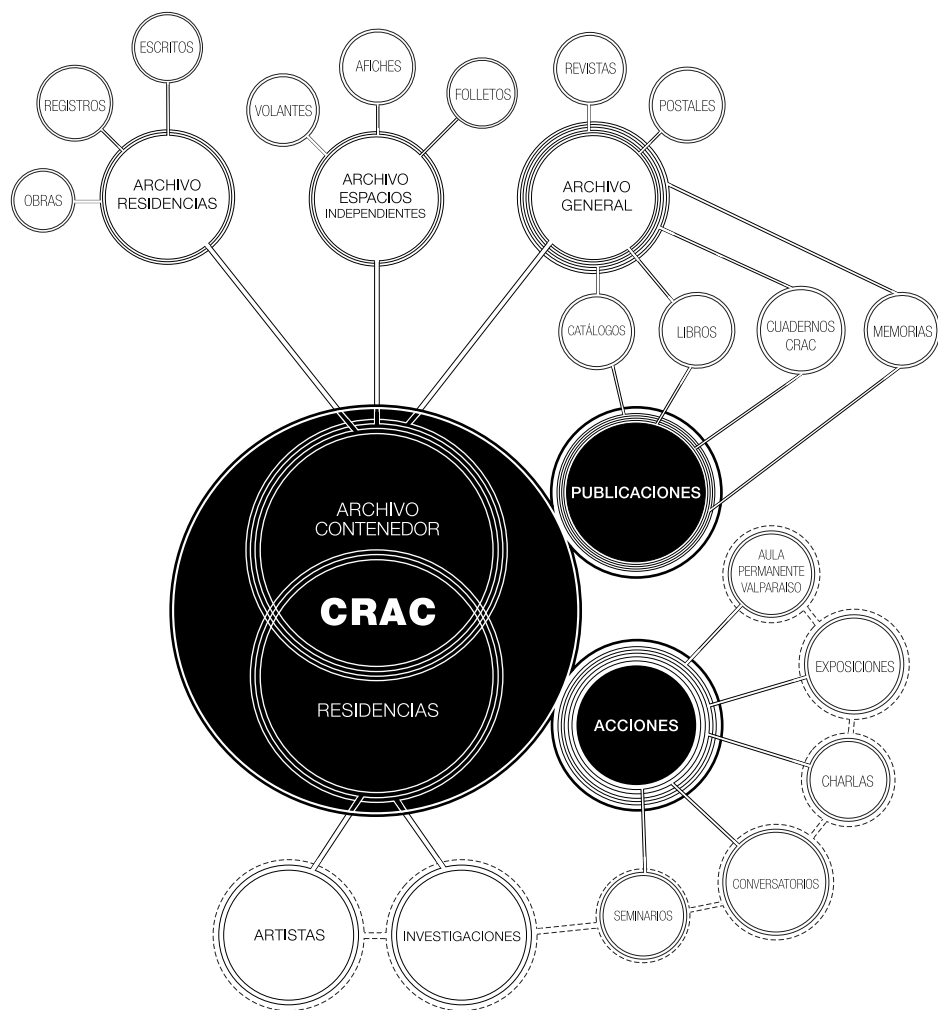 ESCRITOS
AFICHES
REVISTAS
REGISTROS
VOLANTES
FOLLETOS
POSTALES
OBRAS
ARCHIVO
RESIDENCIAS
ARCHIVO
ESPACIOS
INDEPENDIENTES
ARCHIVO
GENERAL
CATÁLOGOS
LIBROS
CUADERNOS
CRAC
MEMORIAS
PUBLICACIONES
ARCHIVO
CONTENEDOR
CRAC
RESIDENCIAS
AULA
PERMANENTE
VALPARAISO
EXPOSICIONES
ACCIONES
CHARLAS
CONVERSATORIOS
SEMINARIOS
ARTISTAS
INVESTIGACIONES